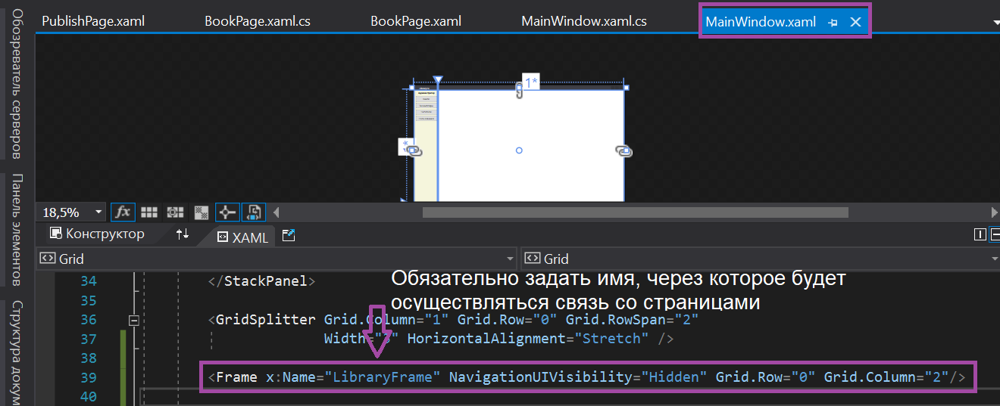 Обозреватель серверов
Панель элементов
Структура докум
PublishPage.xaml
BookPage.xaml.cs
BookPage.xaml
MainWindow.xaml.cs
MainWindow.xaml
1*
*
18,5%
fx
Конструктор
XAML
Grid
Grid
Обязательно задать имя, через которое будет
осуществляться связь со страницами
34 </StackPanel>
35
36 <GridSplitter Grid.Column="1" Grid.Row="0" Grid.RowSpan="2"
37 Width="3" HorizontalAlignment="Stretch" />
38
39 <Frame x:Name="LibraryFrame" NavigationUIVisibility="Hidden" Grid.Row="0" Grid.Column="2"/>
40